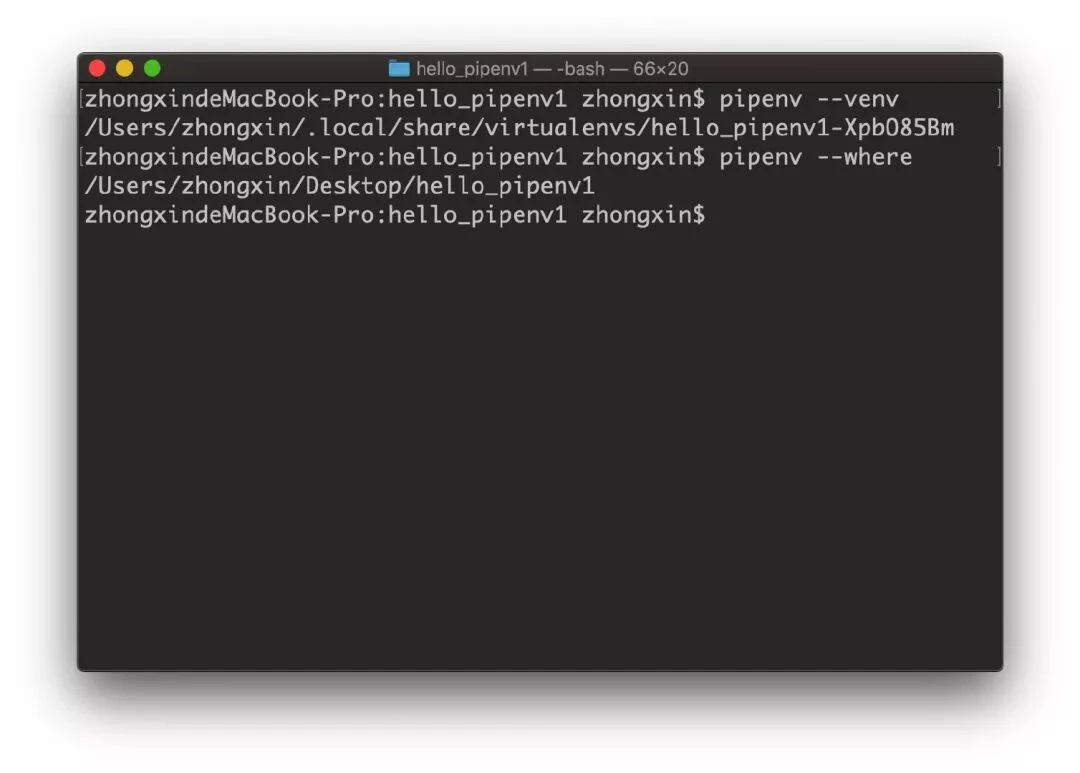 hello_pipenv1 — -bash — 66×20
[zhongxindeMacBook-Pro:hello_pipenv1 zhongxin$ pipenv --venv ]
/Users/zhongxin/.local/share/virtualenvs/hello_pipenv1-XpbO85Bm
[zhongxindeMacBook-Pro:hello_pipenv1 zhongxin$ pipenv --where ]
/Users/zhongxin/Desktop/hello_pipenv1
zhongxindeMacBook-Pro:hello_pipenv1 zhongxin$